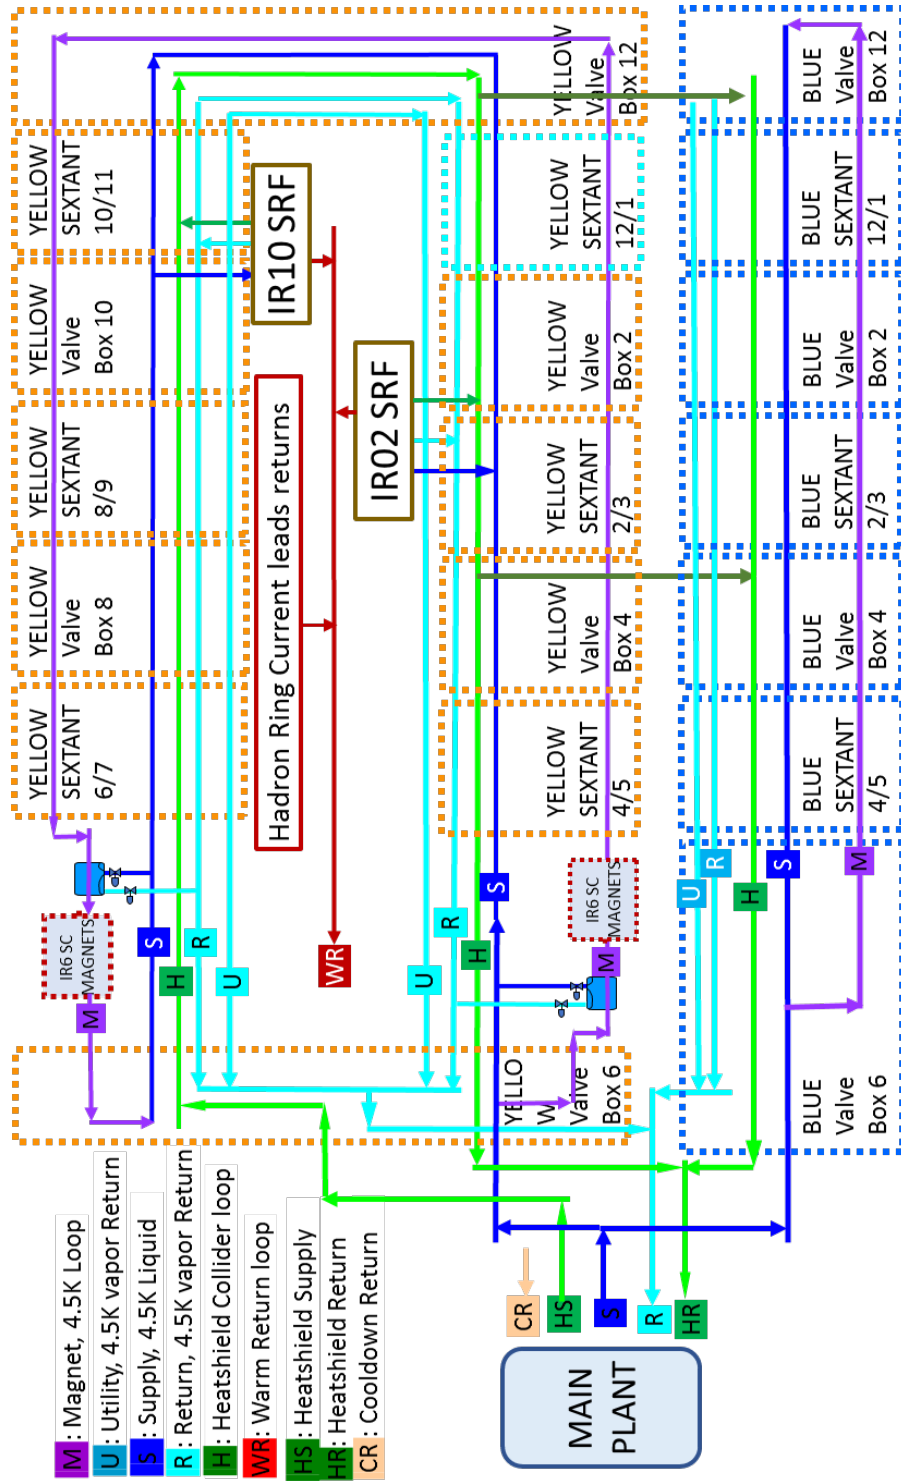 M : Magnet, 4.5K Loop
U : Utility, 4.5K vapor Return
S : Supply, 4.5K Liquid
R : Return, 4.5K vapor Return
H : Heatshield Collider loop
WR: Warm Return loop
HS : Heatshield Supply
HR: Heatshield Return
CR : Cooldown Return
YELLOW
SEXTANT
6/7
YELLOW
Valve
Box 8
YELLOW
SEXTANT
8/9
YELLOW
Valve
Box 10
YELLOW
SEXTANT
10/11
IR6 SC
MAGNETS
M
S
H
R
U
IR10 SRF
Hadron Ring Current leads returns
WR
IR02 SRF
U
R
H
S
YELLO
W
Valve
Box 6
IR6 SC
MAGNETS
M
YELLOW
SEXTANT
4/5
YELLOW
Valve
Box 4
YELLOW
SEXTANT
2/3
YELLOW
Valve
Box 2
YELLOW
SEXTANT
12/1
YELLOW
Valve
Box 12
CR
HS
S
R
HR
MAIN
PLANT
U
R
H
S
M
BLUE
Valve
Box 6
BLUE
SEXTANT
4/5
BLUE
Valve
Box 4
BLUE
SEXTANT
2/3
BLUE
Valve
Box 2
BLUE
SEXTANT
12/1
BLUE
Valve
Box 12